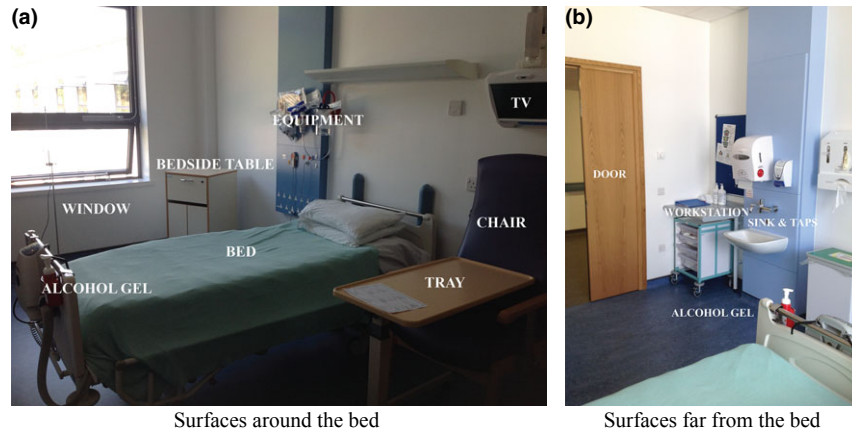 (a)
TV
EQUIPMENT
BEDSIDE TABLE
WINDOW
CHAIR
BED
ALCOHOL GEL
TRAY
Surfaces around the bed
(b)
DOOR
WORKSTATION
SINK & TAPS
ALCOHOL GEL
Surfaces far from the bed